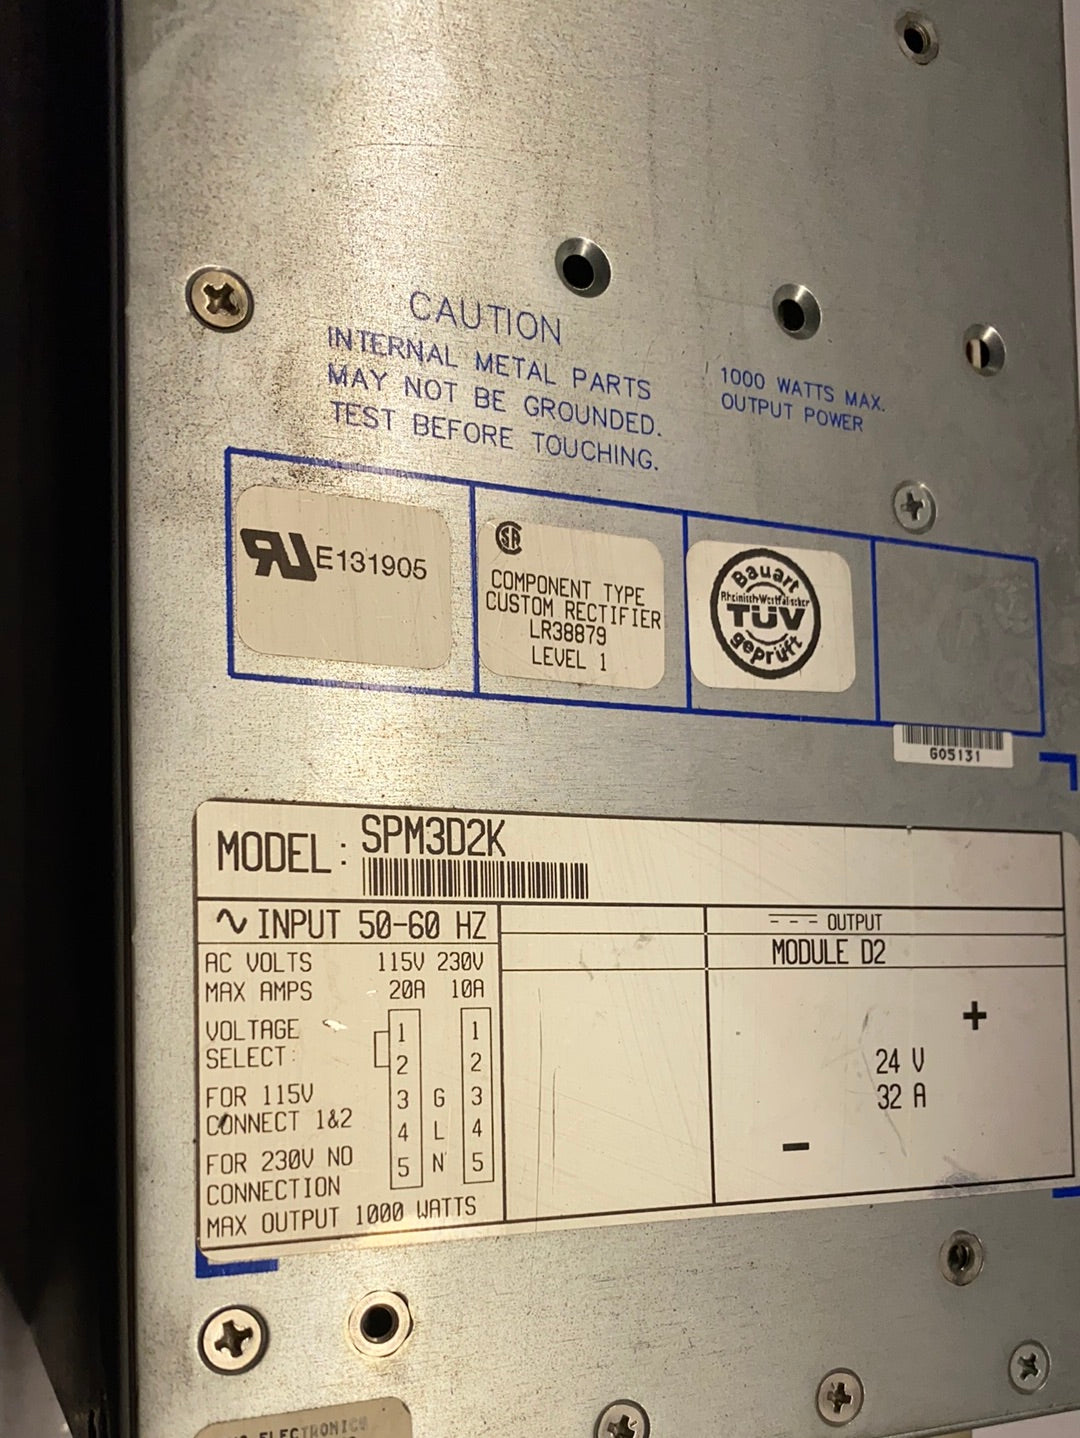 CAUTION
INTERNAL METAL PARTS
MAY NOT BE GROUNDED.
TEST BEFORE TOUCHING.
1000 WATTS MAX.
OUTPUT POWER
E131905
COMPONENT TYPE
CUSTOM RECTIFIER
LR38879
LEVEL 1
Bauart
Rheinisch-Westfälischer
TÜV
geprüft
G05131
MODEL: SPM3D2K
INPUT 50-60 HZ
AC VOLTS 115V 230V
MAX AMPS 20A 10A
VOLTAGE
SELECT:
FOR 115V
CONNECT 1&2
FOR 230V NO
CONNECTION
1 1
2 2
3 G 3
4 L 4
5 N 5
MAX OUTPUT 1000 WATTS
OUTPUT
MODULE D2
+
24 V
32 A
-
ELECTRONICS